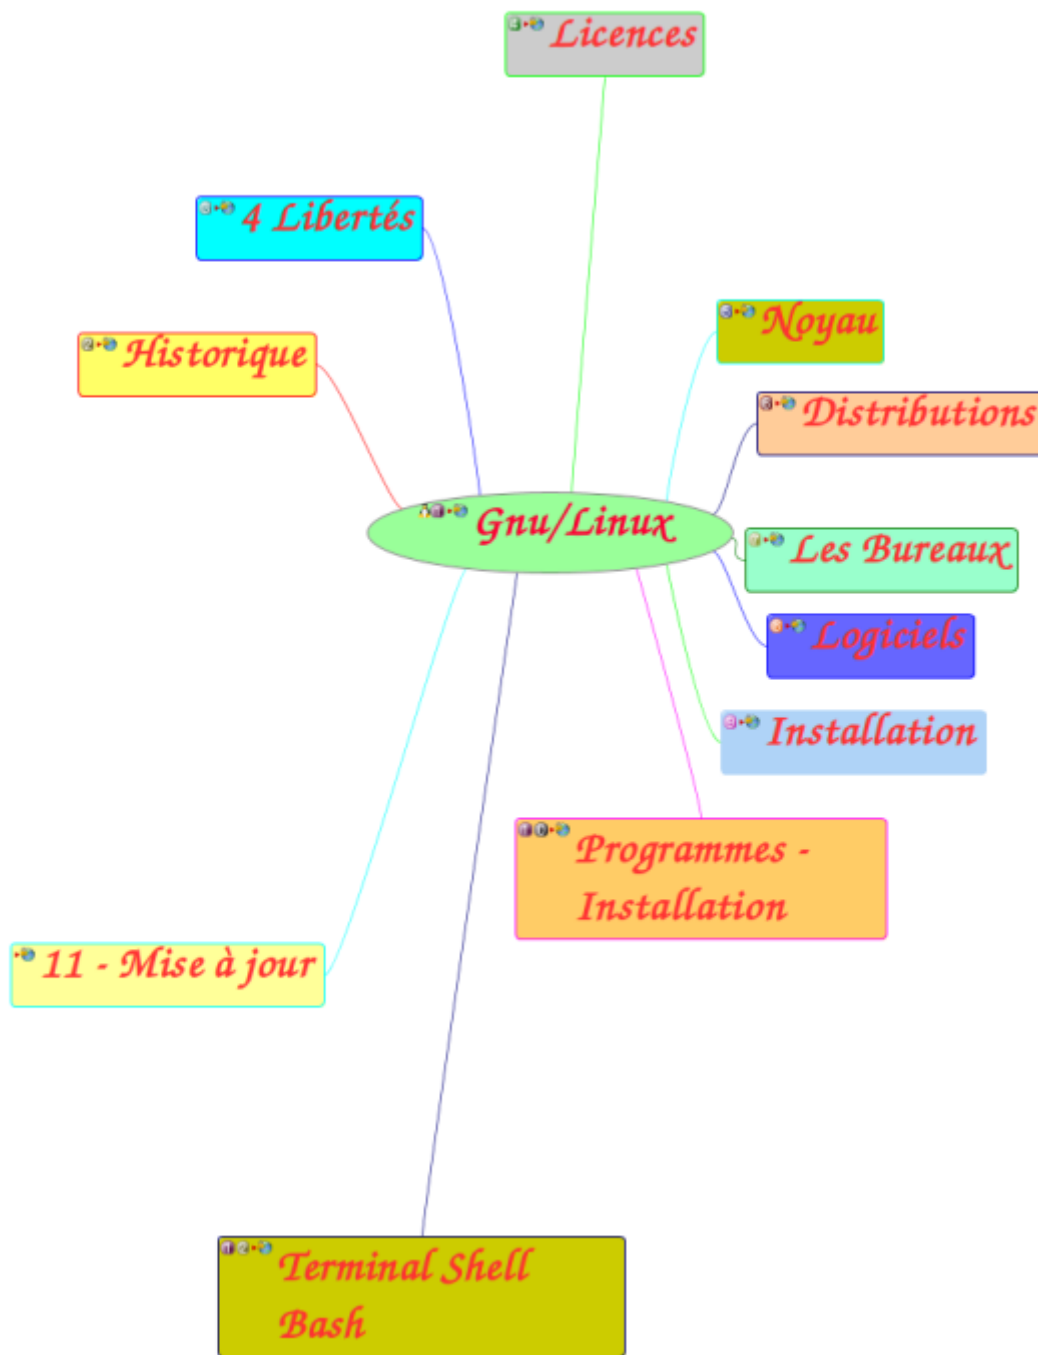 Licences
4 Libertés
Noyau
Historique
Distributions
Gnu/Linux
Les Bureaux
Logiciels
Installation
Programmes -
Installation
11 - Mise à jour
Terminal Shell
Bash